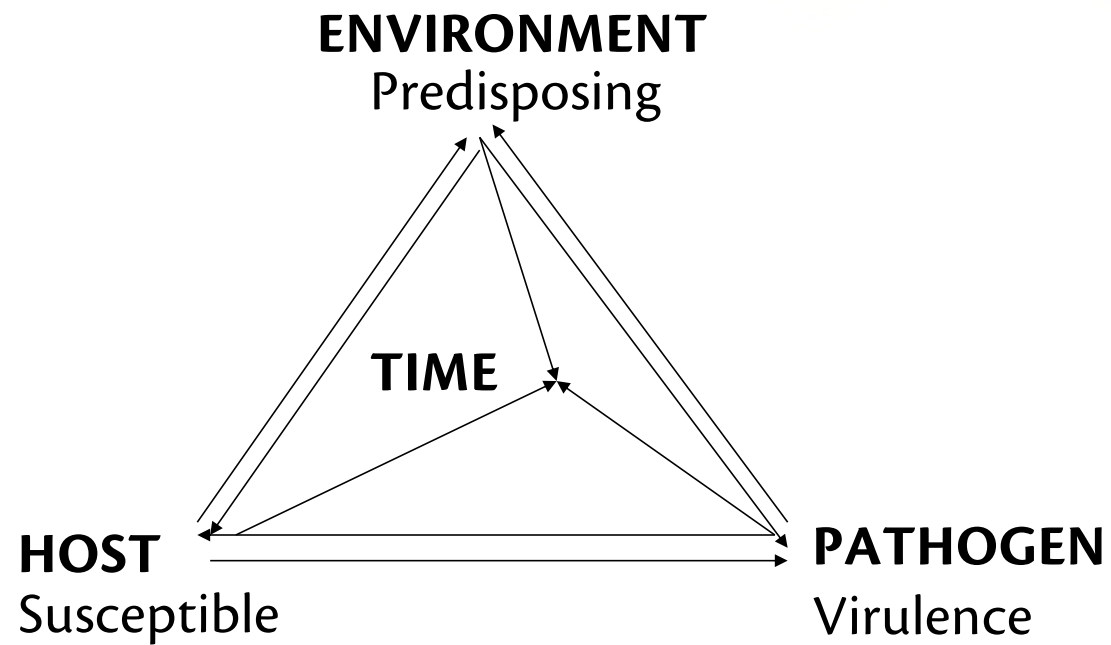 ENVIRONMENT
Predisposing
TIME
HOST
Susceptible
PATHOGEN
Virulence